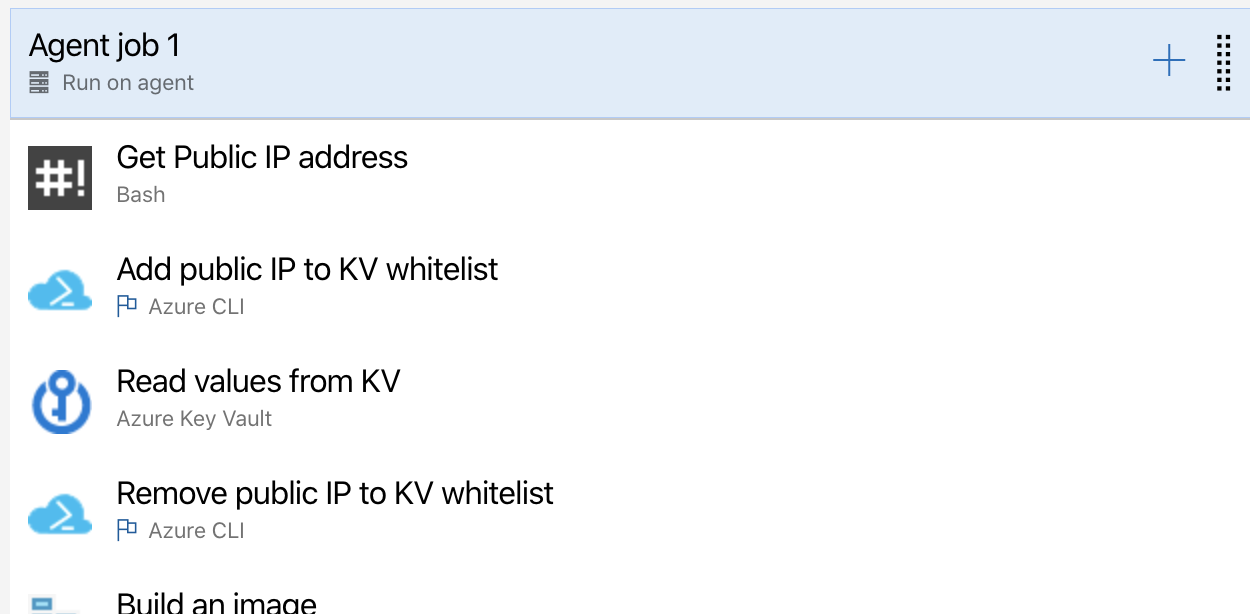 Agent job 1
Run on agent
#!
Get Public IP address
Bash
Add public IP to KV whitelist
Azure CLI
Read values from KV
Azure Key Vault
Remove public IP to KV whitelist
Azure CLI
Build an image